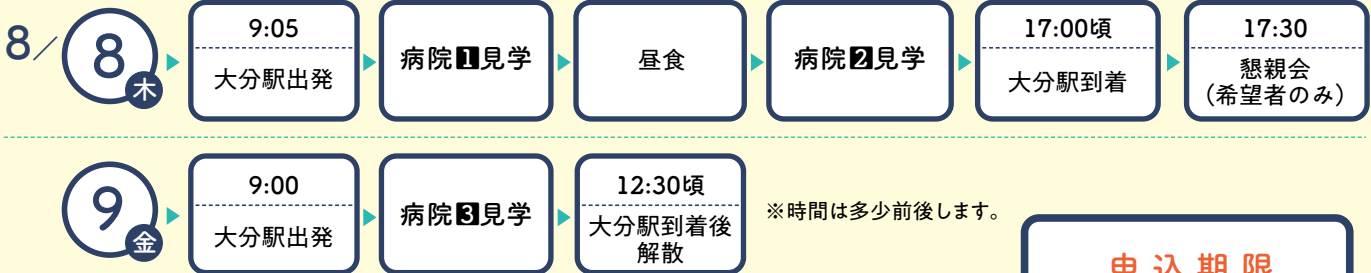 8/8 木
9:05
大分駅出発
病院1見学
昼食
病院2見学
17:00頃
大分駅到着
17:30
懇親会
(希望者のみ)
9 金
9:00
大分駅出発
病院3見学
12:30頃
大分駅到着後
解散
※時間は多少前後します。
申込期限